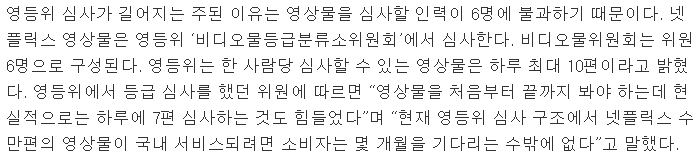 영등위 심사가 길어지는 주된 이유는 영상물을 심사할 인력이 6명에 불과하기 때문이다. 넷
플릭스 영상물은 영등위 ‘비디오물등급분류소위원회’에서 심사한다. 비디오물위원회는 위원
6명으로 구성된다. 영등위는 한 사람당 심사할 수 있는 영상물은 하루 최대 10편이라고 밝혔
다. 영등위에서 등급 심사를 했던 위원에 따르면 “영상물을 처음부터 끝까지 봐야 하는데 현
실적으로는 하루에 7편 심사하는 것도 힘들었다”며 “현재 영등위 심사 구조에서 넷플릭스 수
만편의 영상물이 국내 서비스되려면 소비자는 몇 개월을 기다리는 수밖에 없다”고 말했다.